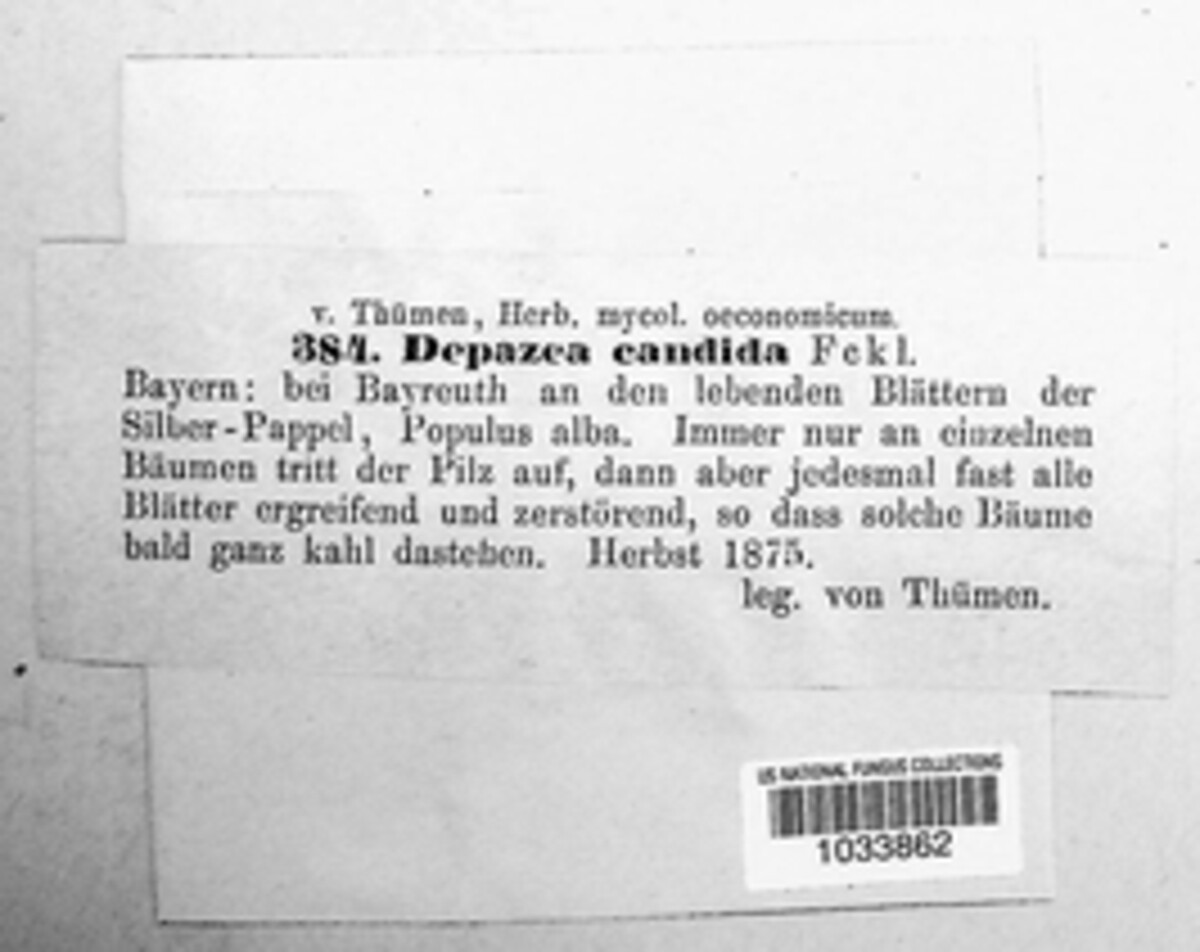 v. Thümen, Herb. mycol. oeconomicum.
384. Depazea candida Fckl.
Bayern: bei Bayreuth an den lebenden Blättern der
Silber-Pappel, Populus alba. Immer nur an einzelnen
Bäumen tritt der Pilz auf, dann aber jedesmal fast alle
Blätter ergreifend und zerstörend, so dass solche Bäume
bald ganz kahl dastehen. Herbst 1875.
leg. von Thümen.
US NATIONAL FUNGUS COLLECTIONS
1033862